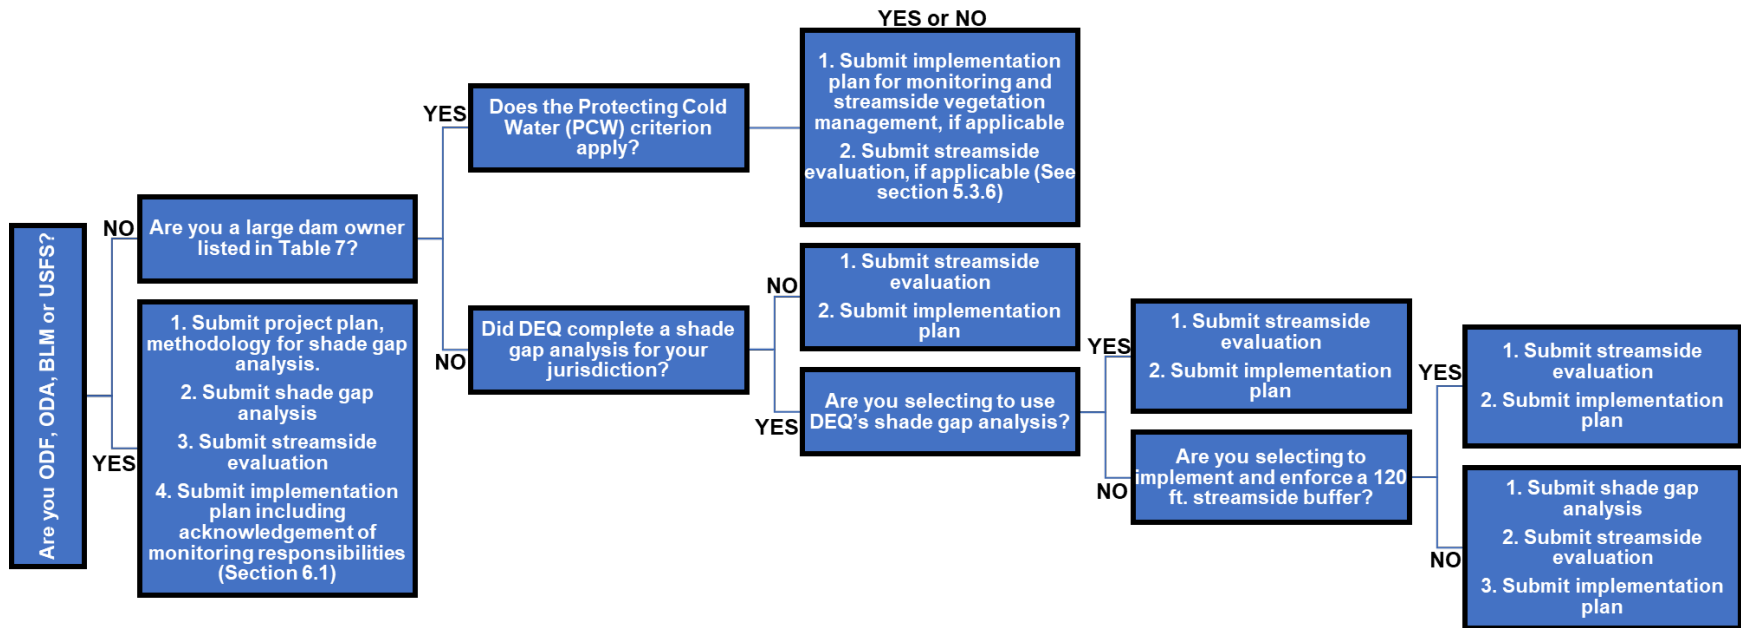 Are you ODF, ODA, BLM or USFS?
NO
Are you a large dam owner
listed in Table 7?
YES
1. Submit project plan,
methodology for shade gap
analysis.
2. Submit shade gap
analysis
3. Submit streamside
evaluation
4. Submit implementation
plan including
acknowledgement of
monitoring responsibilities
(Section 6.1)
YES
Does the Protecting Cold
Water (PCW) criterion
apply?
YES or NO
1. Submit implementation
plan for monitoring and
streamside vegetation
management, if applicable
2. Submit streamside
evaluation, if applicable (See
section 5.3.6)
NO
Did DEQ complete a shade
gap analysis for your
jurisdiction?
NO
1. Submit streamside
evaluation
2. Submit implementation
plan
YES
Are you selecting to use
DEQ’s shade gap analysis?
YES
1. Submit streamside
evaluation
2. Submit implementation
plan
NO
Are you selecting to
implement and enforce a 120
ft. streamside buffer?
YES
1. Submit streamside
evaluation
2. Submit implementation
plan
NO
1. Submit shade gap
analysis
2. Submit streamside
evaluation
3. Submit implementation
plan